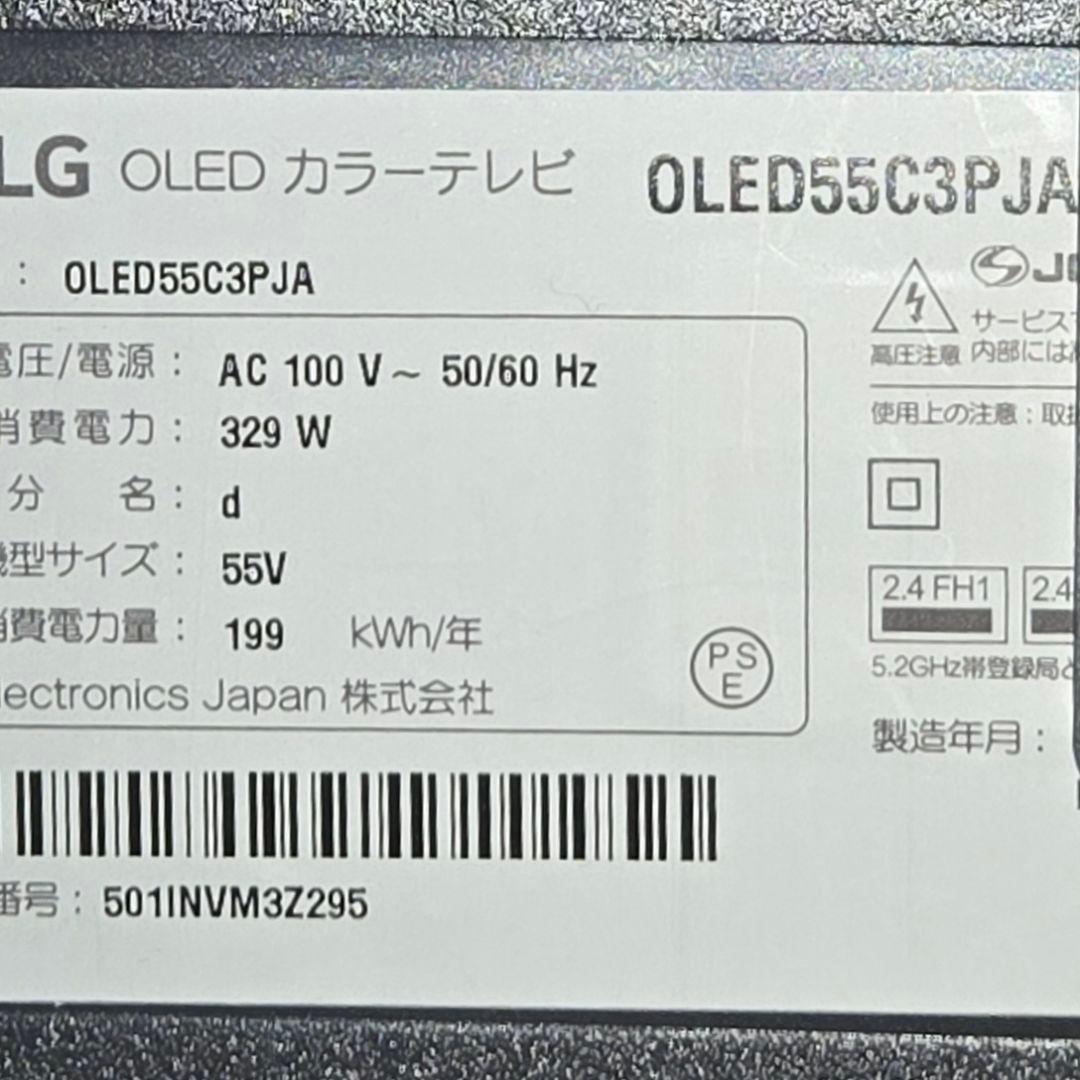 LG OLED カラーテレビ OLED55C3PJA
: OLED55C3PJA
電圧/電源 : AC 100 V ~ 50/60 Hz
消費電力 : 329 W
分 名 : d
型サイズ : 55V
消費電力量 : 199 kWh/年
lectronics Japan 株式会社
PS
E
番号 : 501INVM3Z295
サービス
高圧注意 内部には
使用上の注意 : 取扱
2.4 FH1 2.4
5.2GHz帯登録局と
製造年月 :